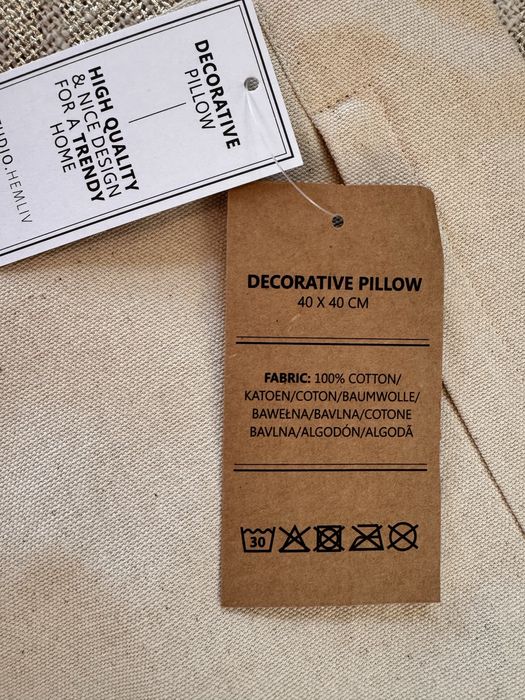 DECORATIVE
PILLOW
HIGH QUALITY
& NICE DESIGN
FOR A TRENDY
HOME
DECORATIVE PILLOW
40 X 40 CM
FABRIC: 100% COTTON/
KATOEN/COTON/BAUMWOLLE/
BAWEŁNA/BAVLNA/COTONE
BAVLNA/ALGODÓN/ALGODÃ
30